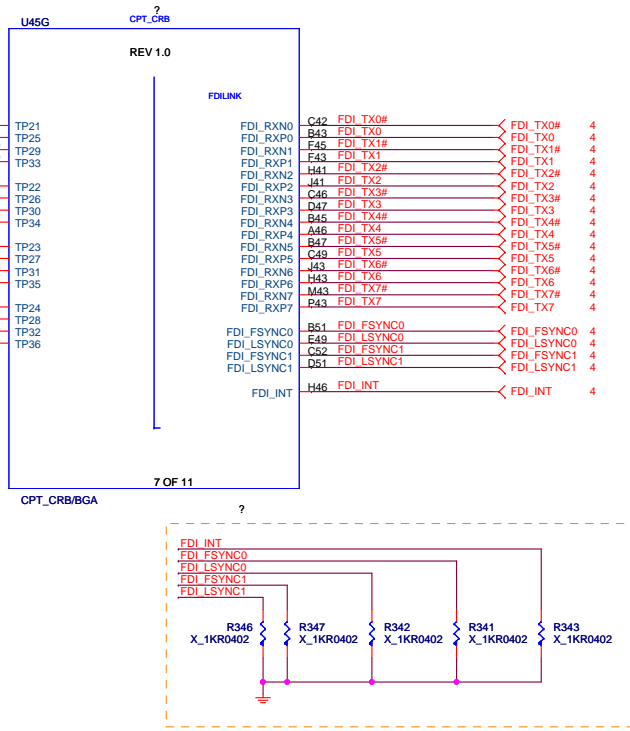 ?
U45G
CPT_CRB
REV 1.0
FDILINK
TP21 FDI_RXN0 C42 FDI_TX0# FDI_TX0# 4
TP25 FDI_RXP0 B43 FDI_TX0 FDI_TX0 4
TP29 FDI_RXN1 F45 FDI_TX1# FDI_TX1# 4
TP33 FDI_RXP1 F43 FDI_TX1 FDI_TX1 4
FDI_RXN2 H41 FDI_TX2# FDI_TX2# 4
TP22 FDI_RXP2 J41 FDI_TX2 FDI_TX2 4
TP26 FDI_RXN3 C46 FDI_TX3# FDI_TX3# 4
TP30 FDI_RXP3 D47 FDI_TX3 FDI_TX3 4
TP34 FDI_RXN4 B45 FDI_TX4# FDI_TX4# 4
FDI_RXP4 A46 FDI_TX4 FDI_TX4 4
TP23 FDI_RXN5 B47 FDI_TX5# FDI_TX5# 4
TP27 FDI_RXP5 C49 FDI_TX5 FDI_TX5 4
TP31 FDI_RXN6 J43 FDI_TX6# FDI_TX6# 4
TP35 FDI_RXP6 H43 FDI_TX6 FDI_TX6 4
FDI_RXN7 M43 FDI_TX7# FDI_TX7# 4
TP24 FDI_RXP7 P43 FDI_TX7 FDI_TX7 4
TP28
TP32 FDI_FSYNC0 B51 FDI_FSYNC0 FDI_FSYNC0 4
TP36 FDI_LSYNC0 E49 FDI_LSYNC0 FDI_LSYNC0 4
FDI_FSYNC1 C52 FDI_FSYNC1 FDI_FSYNC1 4
FDI_LSYNC1 D51 FDI_LSYNC1 FDI_LSYNC1 4
FDI_INT H46 FDI_INT FDI_INT 4
7 OF 11
CPT_CRB/BGA
?
FDI_INT
FDI_FSYNC0
FDI_LSYNC0
FDI_FSYNC1
FDI_LSYNC1
R346 R347 R342 R341 R343
X_1KR0402 X_1KR0402 X_1KR0402 X_1KR0402 X_1KR0402